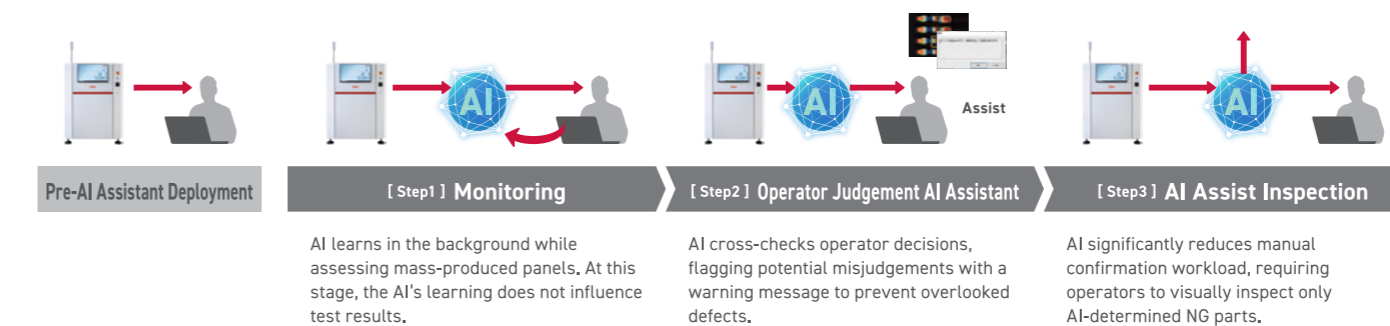 AI
AI
AI
Assist
Pre-AI Assistant Deployment
[ Step1 ] Monitoring
[ Step2 ] Operator Judgement AI Assistant
[ Step3 ] AI Assist Inspection
AI learns in the background while
assessing mass-produced panels. At this
stage, the AI's learning does not influence
test results.
AI cross-checks operator decisions,
flagging potential misjudgements with a
warning message to prevent overlooked
defects.
AI significantly reduces manual
confirmation workload, requiring
operators to visually inspect only
AI-determined NG parts.